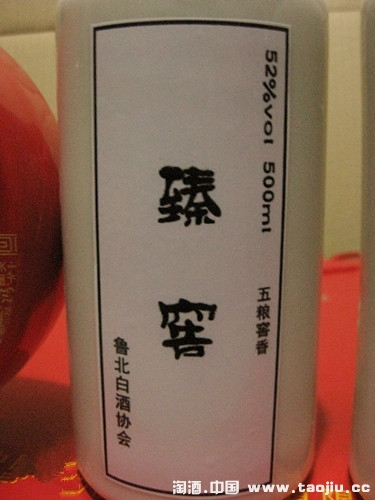 52%vol 500ml
五粮窖香
臻窖
鲁北白酒协会
淘酒.中国 www.taojiu.cc